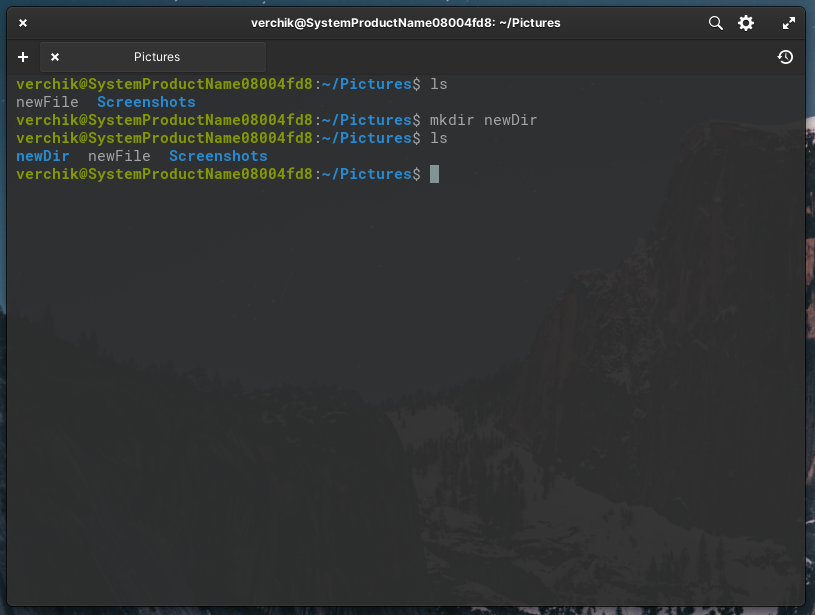 verchik@SystemProductName08004fd8: ~/Pictures
Pictures
verchik@SystemProductName08004fd8:~/Pictures$ ls
newFile  Screenshots
verchik@SystemProductName08004fd8:~/Pictures$ mkdir newDir
verchik@SystemProductName08004fd8:~/Pictures$ ls
newDir  newFile  Screenshots
verchik@SystemProductName08004fd8:~/Pictures$